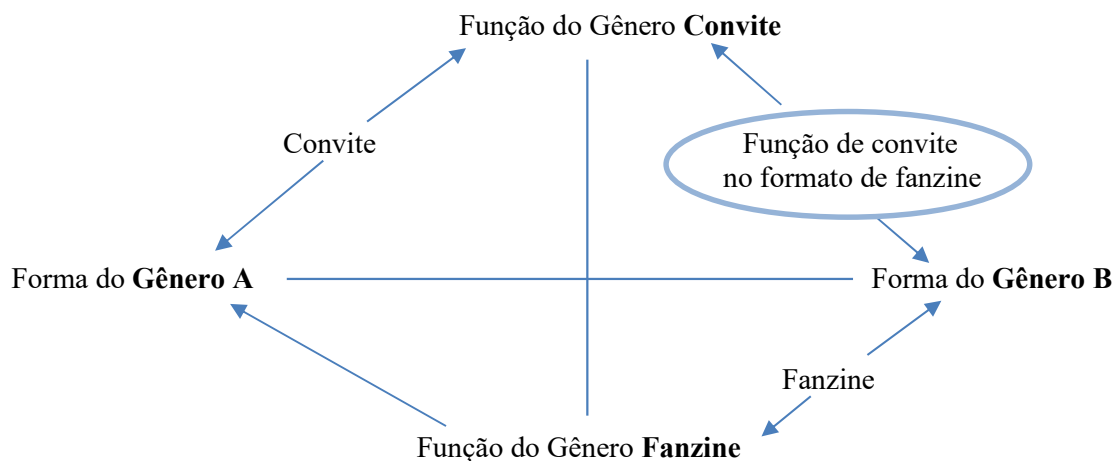 Função do Gênero Convite
Convite
Função de convite
no formato de fanzine
Forma do Gênero A
Forma do Gênero B
Fanzine
Função do Gênero Fanzine